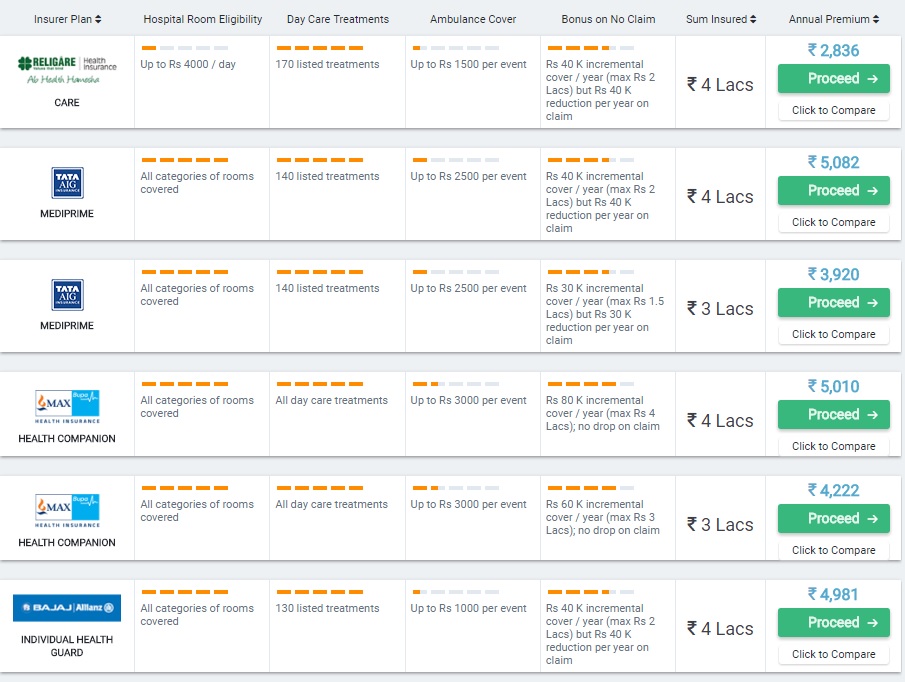 Insurer Plan Hospital Room Eligibility Day Care Treatments Ambulance Cover Bonus on No Claim Sum Insured Annual Premium
RELIGARE Health Insurance
Ab Health Hamesha
CARE
Up to Rs 4000 / day
170 listed treatments
Up to Rs 1500 per event
Rs 40 K incremental
cover / year (max Rs 2
Lacs) but Rs 40 K
reduction per year on
claim
₹ 4 Lacs
₹ 2,836
Proceed →
Click to Compare
TATA
AIG
INSURANCE
MEDIPRIME
All categories of rooms
covered
140 listed treatments
Up to Rs 2500 per event
Rs 40 K incremental
cover / year (max Rs 2
Lacs) but Rs 40 K
reduction per year on
claim
₹ 4 Lacs
₹ 5,082
Proceed →
Click to Compare
TATA
AIG
INSURANCE
MEDIPRIME
All categories of rooms
covered
140 listed treatments
Up to Rs 2500 per event
Rs 30 K incremental
cover / year (max Rs 1.5
Lacs) but Rs 30 K
reduction per year on
claim
₹ 3 Lacs
₹ 3,920
Proceed →
Click to Compare
MAX Bupa
HEALTH INSURANCE
HEALTH COMPANION
All categories of rooms
covered
All day care treatments
Up to Rs 3000 per event
Rs 80 K incremental
cover / year (max Rs 4
Lacs); no drop on claim
₹ 4 Lacs
₹ 5,010
Proceed →
Click to Compare
MAX Bupa
HEALTH INSURANCE
HEALTH COMPANION
All categories of rooms
covered
All day care treatments
Up to Rs 3000 per event
Rs 60 K incremental
cover / year (max Rs 3
Lacs); no drop on claim
₹ 3 Lacs
₹ 4,222
Proceed →
Click to Compare
BAJAJ Allianz
INDIVIDUAL HEALTH
GUARD
All categories of rooms
covered
130 listed treatments
Up to Rs 1000 per event
Rs 40 K incremental
cover / year (max Rs 2
Lacs) but Rs 40 K
reduction per year on
claim
₹ 4 Lacs
₹ 4,981
Proceed →
Click to Compare